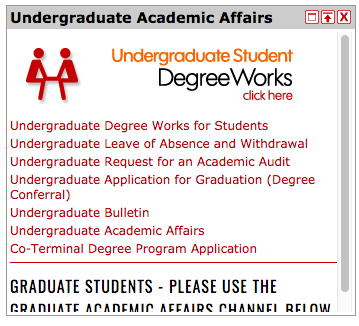 Undergraduate Academic Affairs
Undergraduate Student
DegreeWorks
click here
Undergraduate Degree Works for Students
Undergraduate Leave of Absence and Withdrawal
Undergraduate Request for an Academic Audit
Undergraduate Application for Graduation (Degree
Conferral)
Undergraduate Bulletin
Undergraduate Academic Affairs
Co-Terminal Degree Program Application
GRADUATE STUDENTS - PLEASE USE THE
GRADUATE ACADEMIC AFFAIRS CHANNEL BELOW